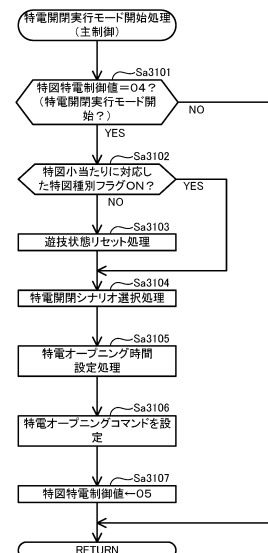 特電開閉実行モード開始処理
(主制御)
Sa3101
特図特電制御値=04?
(特電開閉実行モード開
始?)
NO
YES
Sa3102
特図小当たりに対応し
た特図種別フラグON?
YES
NO
Sa3103
遊技状態リセット処理
Sa3104
特電開閉シナリオ選択処理
Sa3105
特電オープニング時間
設定処理
Sa3106
特電オープニングコマンドを設
定
Sa3107
特図特電制御値←05
RETURN